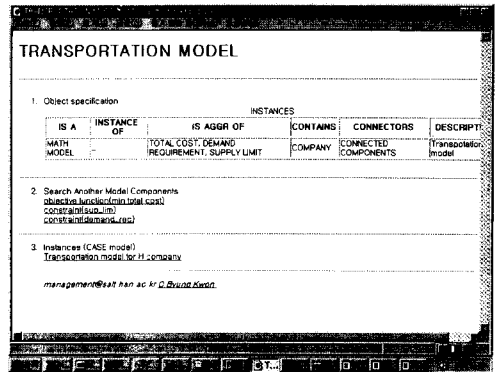 TRANSPORTATION MODEL
1. Object specification
INSTANCES
IS A INSTANCE OF IS AGGR OF CONTAINS CONNECTORS DESCRIPT
MATH MODEL - TOTAL COST, DEMAND REQUIREMENT, SUPPLY LIMIT COMPANY CONNECTED COMPONENTS Transpotation model
2. Search Another Model Components
objective function(min total cost)
constraint(sup_lim)
constraint(demand_req)
3. Instances (CASE model)
Transportation model for H company
management@salt han ac kr O Byung Kwon